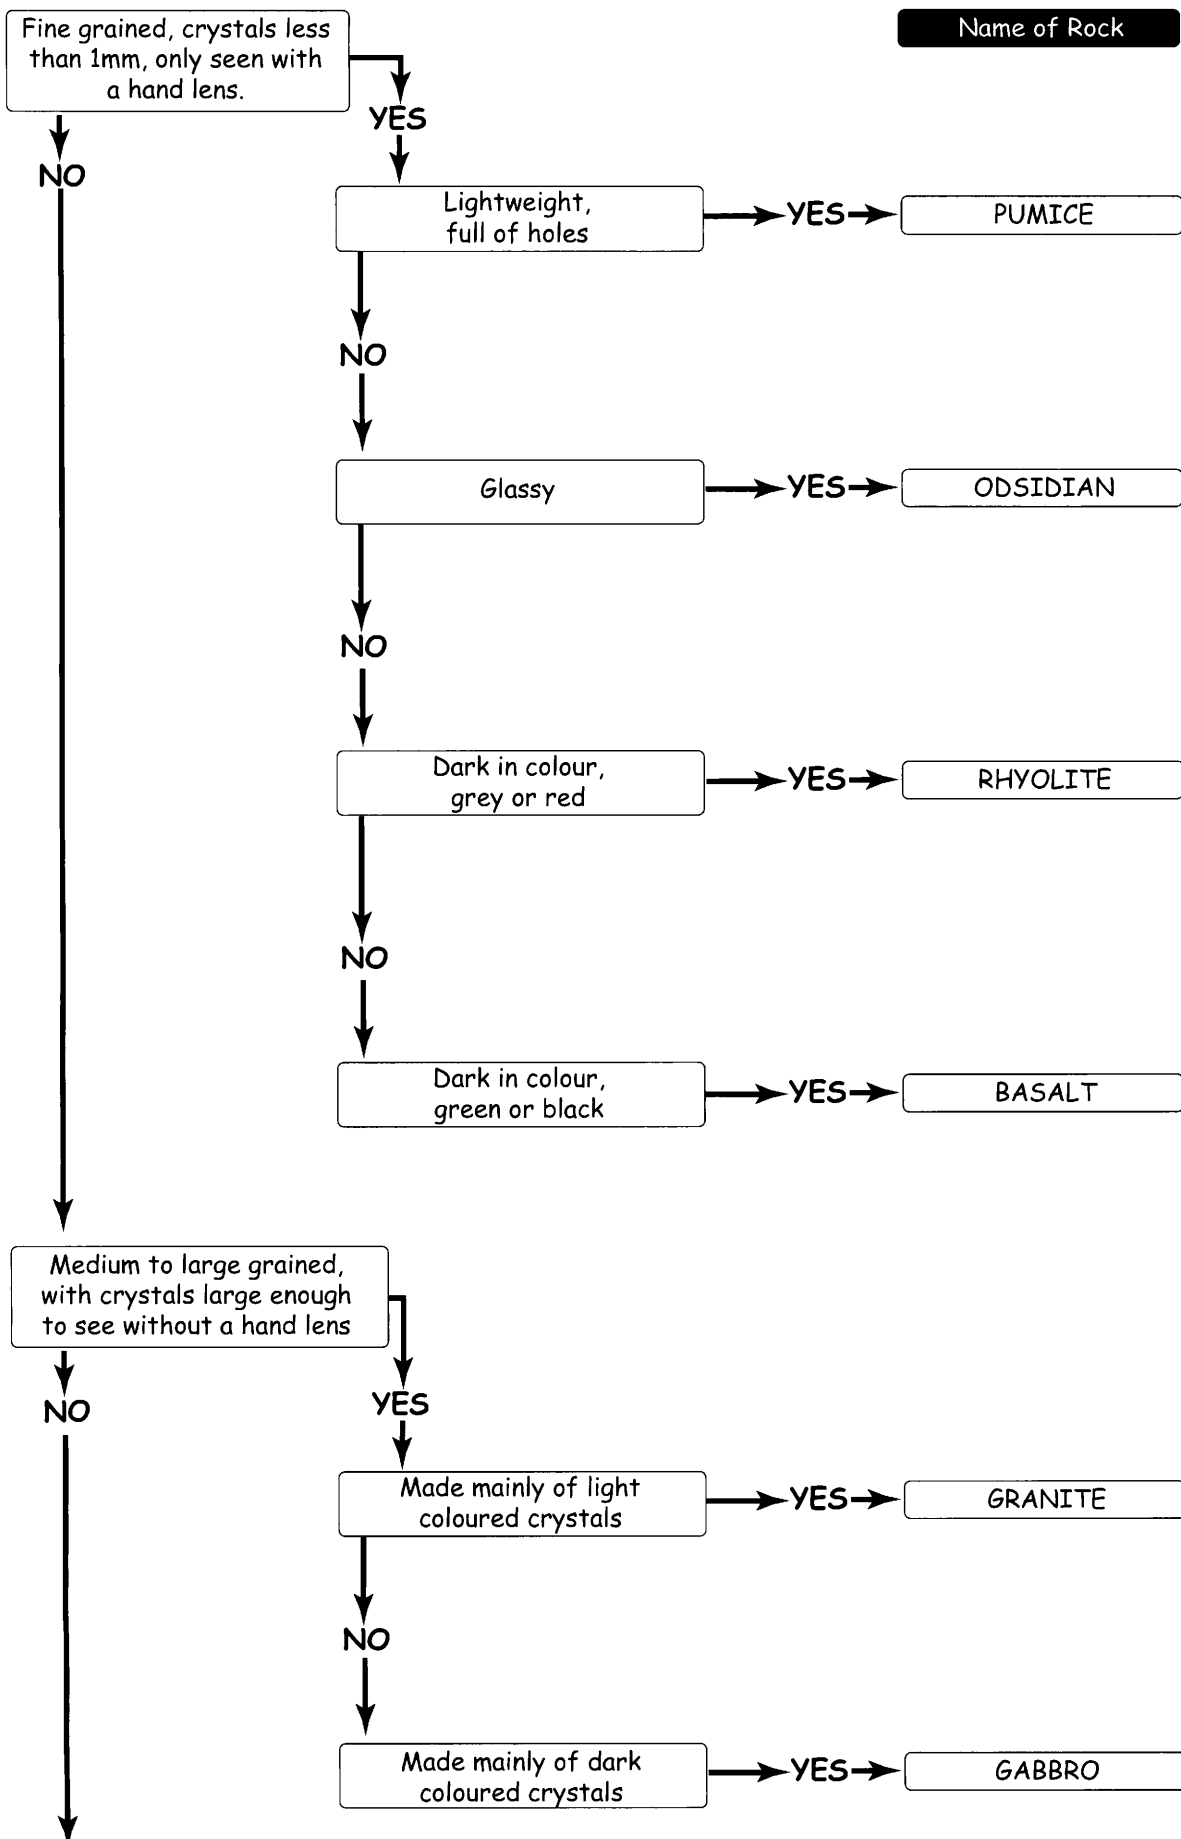 Fine grained, crystals less
than 1mm, only seen with
a hand lens.
Name of Rock
YES
NO
Lightweight,
full of holes
YES
PUMICE
NO
Glassy
YES
ODSIDIAN
NO
Dark in colour,
grey or red
YES
RHYOLITE
NO
Dark in colour,
green or black
YES
BASALT
Medium to large grained,
with crystals large enough
to see without a hand lens
YES
NO
Made mainly of light
coloured crystals
YES
GRANITE
NO
Made mainly of dark
coloured crystals
YES
GABBRO